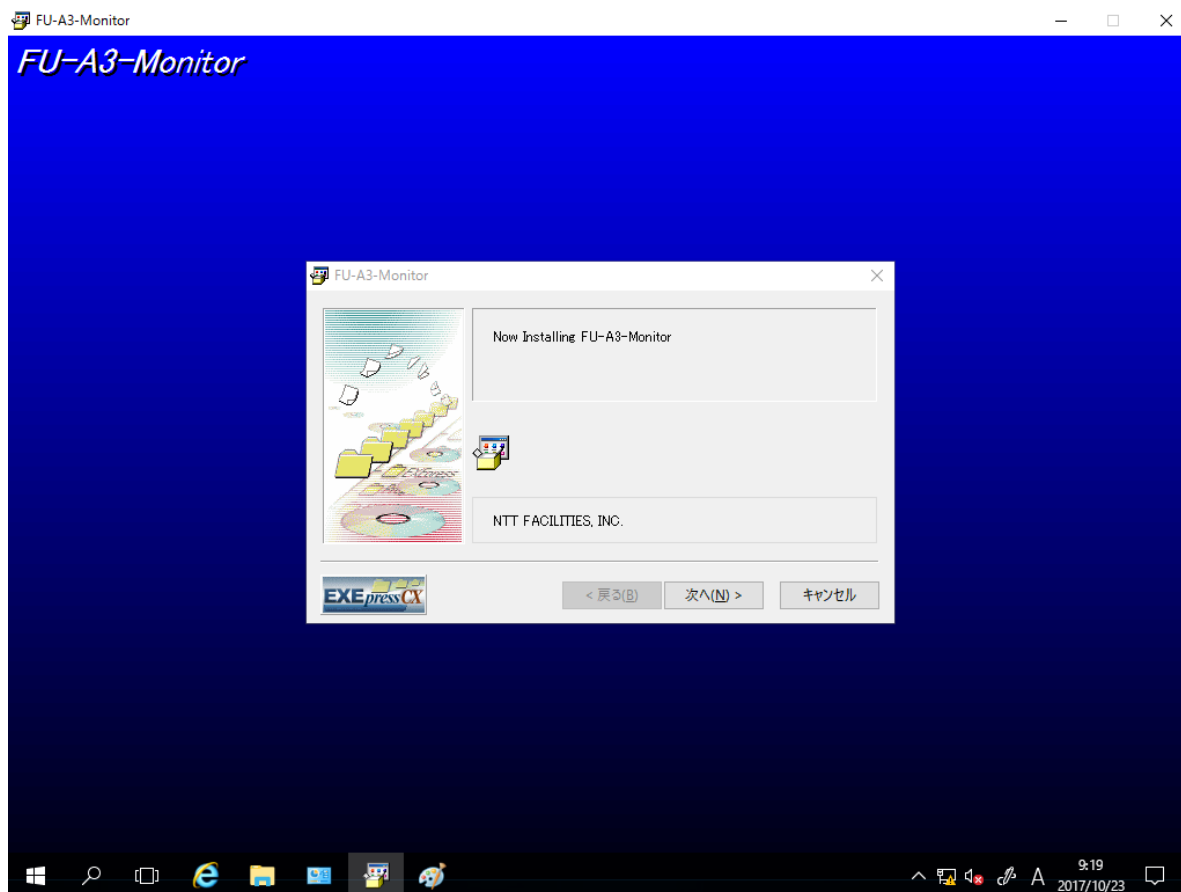 FU-A3-Monitor
FU-A3-Monitor
FU-A3-Monitor
Now Installing FU-A3-Monitor
EXEpress
NTT FACILITIES, INC.
EXEpressCX
< 戻る(B)
次へ(N) >
キャンセル
A
9:19
2017/10/23